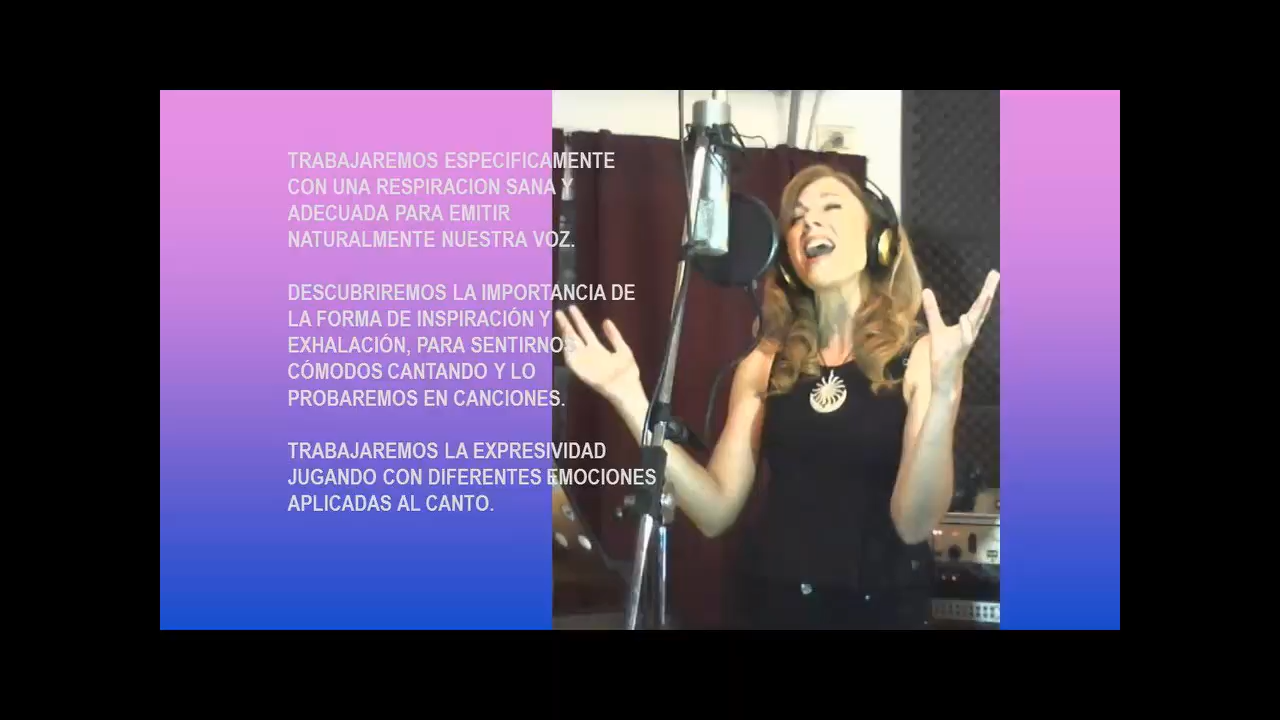 TRABAJAREMOS ESPECIFICAMENTE
CON UNA RESPIRACION SANA Y
ADECUADA PARA EMITIR
NATURALMENTE NUESTRA VOZ.
DESCUBRIREMOS LA IMPORTANCIA DE
LA FORMA DE INSPIRACIÓN Y
EXHALACIÓN, PARA SENTIRNOS
CÓMODOS CANTANDO Y LO
PROBAREMOS EN CANCIONES.
TRABAJAREMOS LA EXPRESIVIDAD
JUGANDO CON DIFERENTES EMOCIONES
APLICADAS AL CANTO.